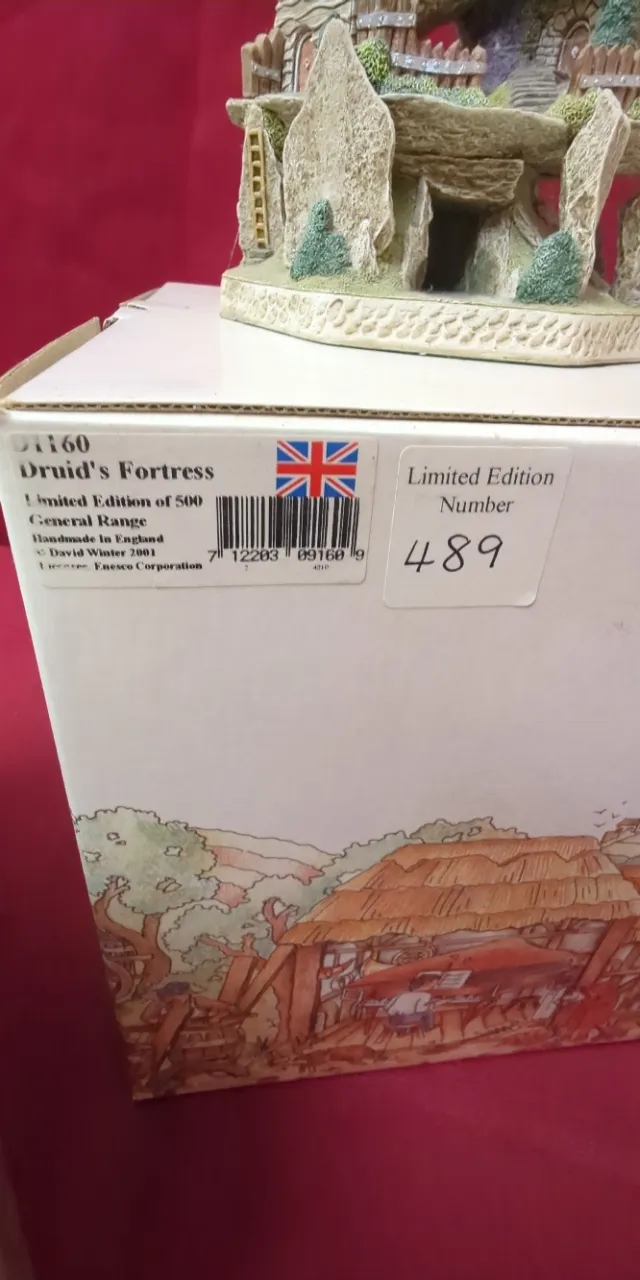 D1160
Druid's Fortress
Limited Edition of 500
General Range
Handmade In England
© David Winter 2001
Enesco Corporation
7 12203 09160 9
Limited Edition
Number
489